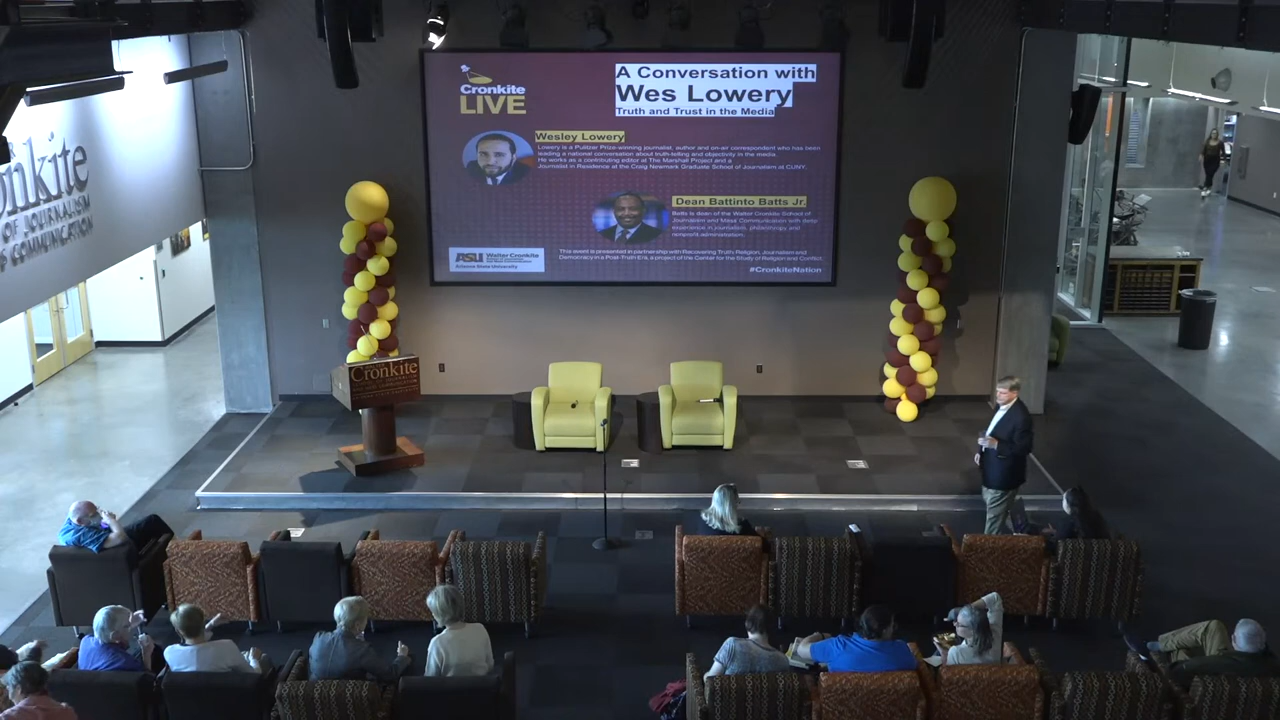 Cronkite
LIVE
A Conversation with
Wes Lowery
Truth and Trust in the Media
Wesley Lowery
Lowery is a Pulitzer Prize-winning journalist, author and on-air correspondent who has been
leading a national conversation about truth-telling and objectivity in the media.
He works as a contributing editor at The Marshall Project and a
Journalist in Residence at the Craig Newmark Graduate School of Journalism at CUNY.
Dean Battinto Batts Jr.
Batts is dean of the Walter Cronkite School of
Journalism and Mass Communication with deep
experience in journalism, philanthropy and
nonprofit administration.
This event is presented in partnership with Recovering Truth: Religion, Journalism and
Democracy in a Post-Truth Era, a project of the Center for the Study of Religion and Conflict.
ASU Walter Cronkite
Arizona State University
#CronkiteNation
ronkite
OF JOURNALISM
COMMUNICATION
Cronkite